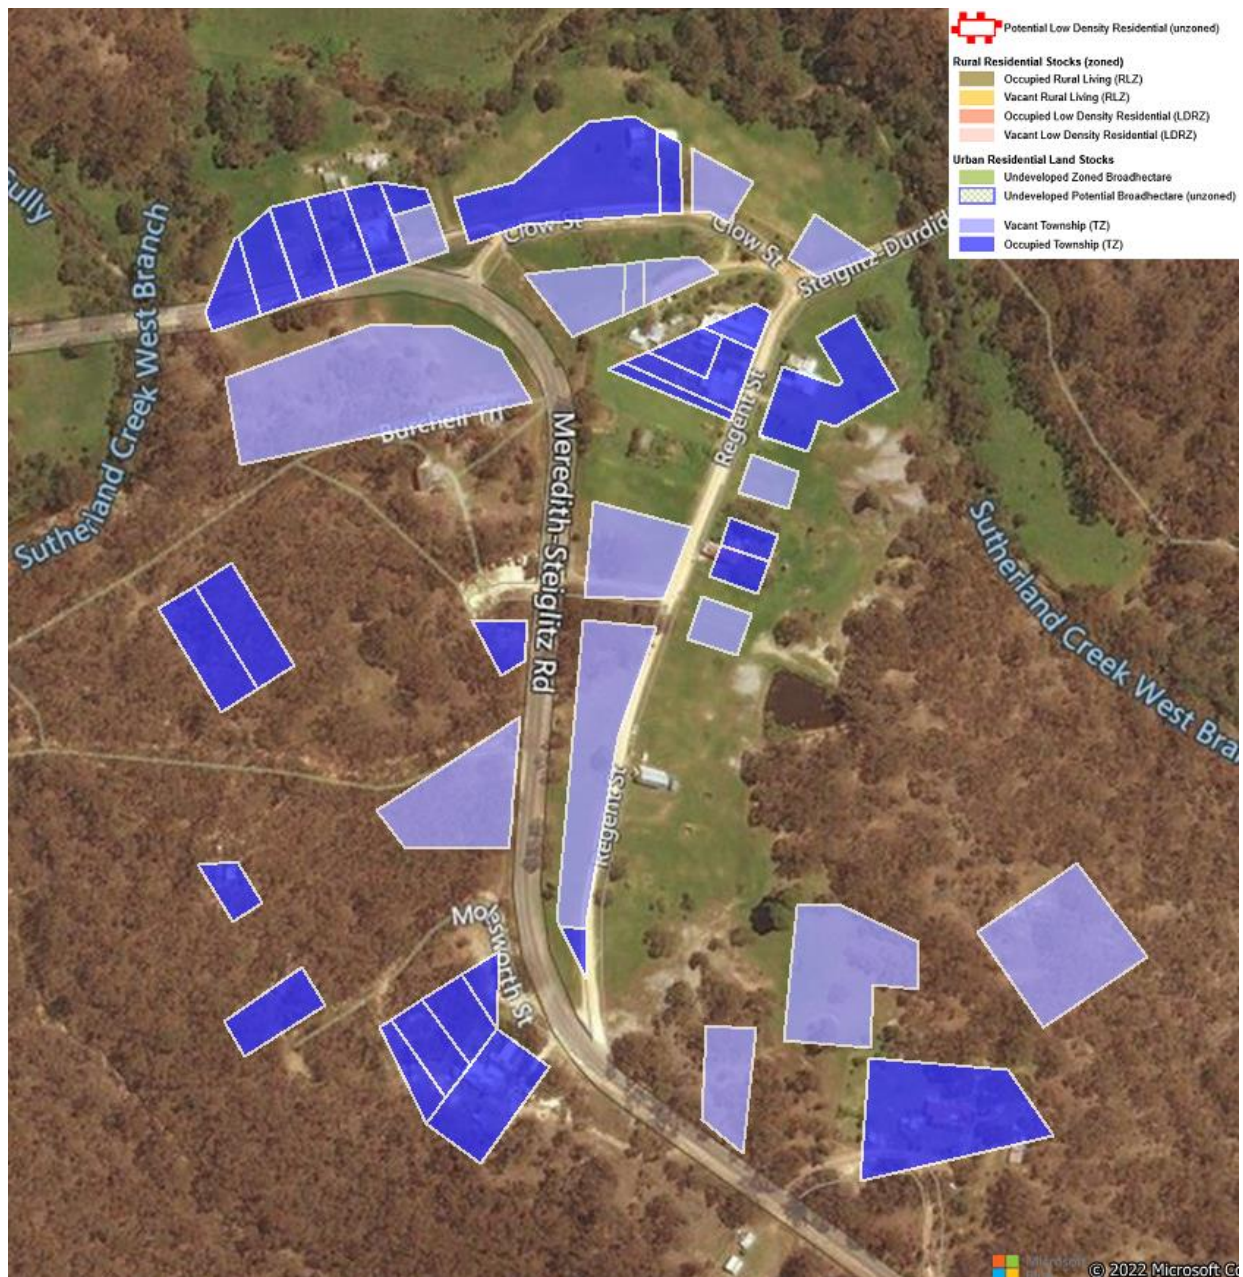 Potential Low Density Residential (unzoned)
Rural Residential Stocks (zoned)
Occupied Rural Living (RLZ)
Vacant Rural Living (RLZ)
Occupied Low Density Residential (LDRZ)
Vacant Low Density Residential (LDRZ)
Urban Residential Land Stocks
Undeveloped Zoned Broadhectare
Undeveloped Potential Broadhectare (unzoned)
Vacant Township (TZ)
Occupied Township (TZ)
Gully
Sutherland Creek West Branch
Clow St
Clow St
Steiglitz-Durdid
Burchell Trl
Regent St
Meredith-Steiglitz Rd
Sutherland Creek West Bra
Regent St
Molesworth St
Microsoft
© 2022 Microsoft Co